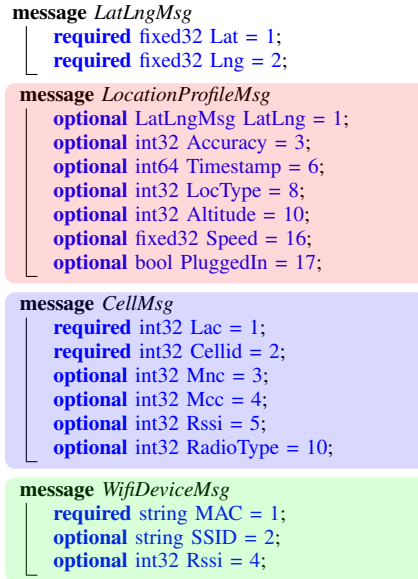 message LatLngMsg
required fixed32 Lat = 1;
required fixed32 Lng = 2;
message LocationProfileMsg
optional LatLngMsg LatLng = 1;
optional int32 Accuracy = 3;
optional int64 Timestamp = 6;
optional int32 LocType = 8;
optional int32 Altitude = 10;
optional fixed32 Speed = 16;
optional bool PluggedIn = 17;
message CellMsg
required int32 Lac = 1;
required int32 Cellid = 2;
optional int32 Mnc = 3;
optional int32 Mcc = 4;
optional int32 Rssi = 5;
optional int32 RadioType = 10;
message WifiDeviceMsg
required string MAC = 1;
optional string SSID = 2;
optional int32 Rssi = 4;